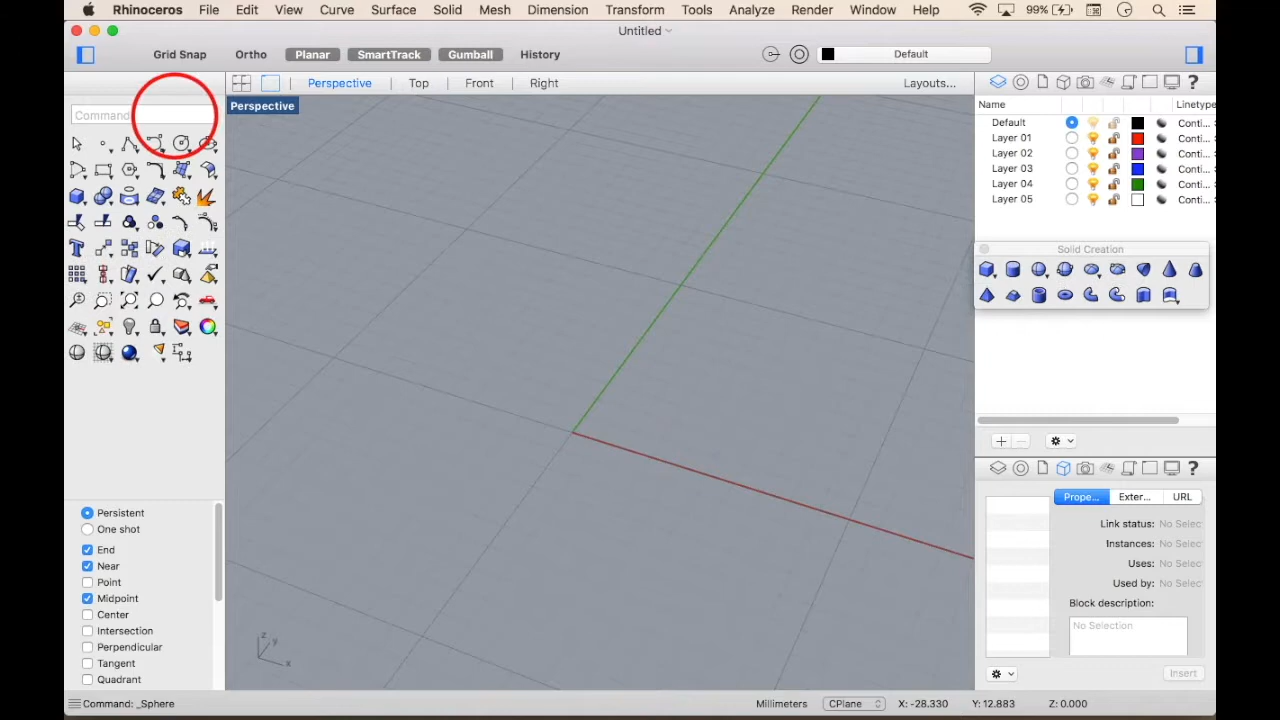 Rhinoceros File Edit View Curve Surface Solid Mesh Dimension Transform Tools Analyze Render Window Help 99%
Untitled
Grid Snap Ortho Planar SmartTrack Gumball History Default
Perspective Top Front Right Layouts...
Perspective
Command
Name Linetype
Default Conti...
Layer 01 Conti...
Layer 02 Conti...
Layer 03 Conti...
Layer 04 Conti...
Layer 05 Conti...
Solid Creation
Persistent
One shot
End
Near
Point
Midpoint
Center
Intersection
Perpendicular
Tangent
Quadrant
Prope... Exter... URL
Link status: No Selec
Instances: No Selec
Uses: No Selec
Used by: No Selec
Block description:
No Selection
Insert
z y x
Command: _Sphere Millimeters CPlane X: -28.330 Y: 12.883 Z: 0.000